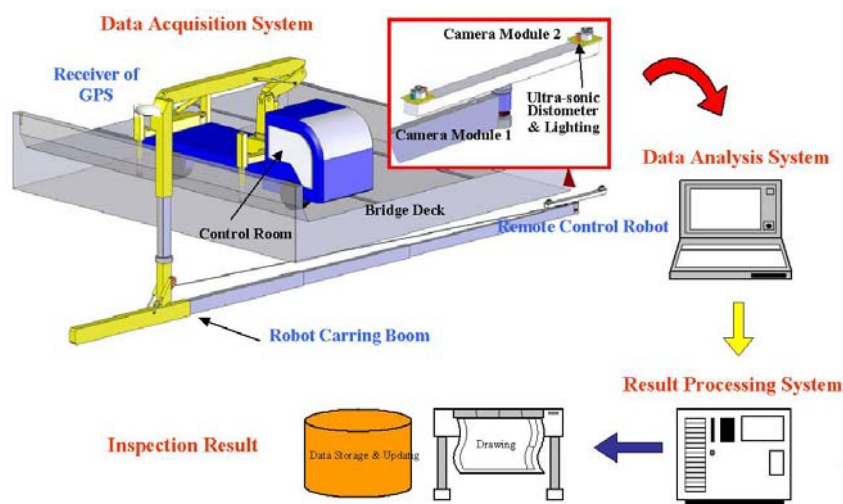 Data Acquisition System
Camera Module 2
Receiver of
GPS
Ultra-sonic
Distometer
& Lighting
Camera Module 1
Data Analysis System
Bridge Deck
Control Room
Remote Control Robot
Robot Carring Boom
Result Processing System
Inspection Result
Data Storage & Updating
Drawing